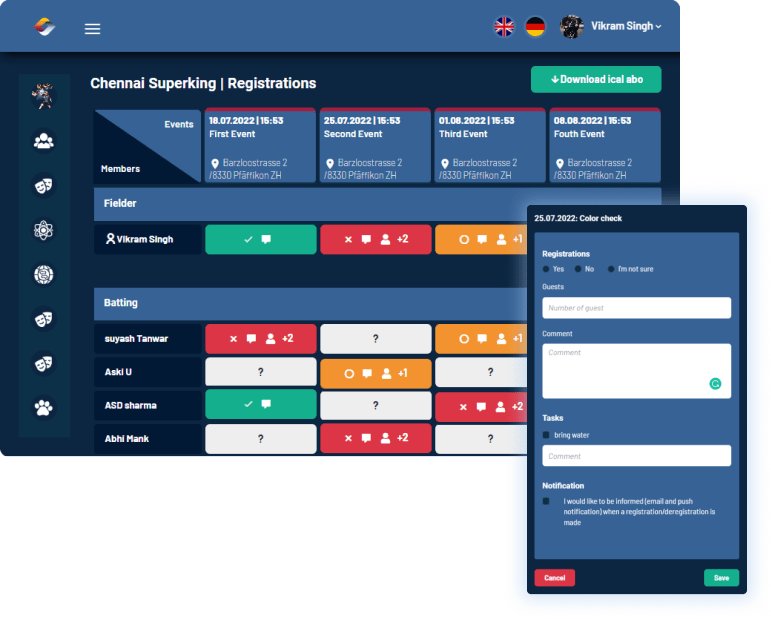 Vikram Singh
Chennai Superking | Registrations
Download ical abo
Events
Members
18.07.2022 | 15:53
First Event
Barzloostrasse 2
/8330 Pfäffikon ZH
25.07.2022 | 15:53
Second Event
Barzloostrasse 2
/8330 Pfäffikon ZH
01.08.2022 | 15:53
Third Event
Barzloostrasse 2
/8330 Pfäffikon ZH
08.08.2022 | 15:53
Fouth Event
Barzloostrasse 2
/8330 Pfäffikon ZH
Fielder
Vikram Singh
+2
+1
Batting
suyash Tanwar
+2
?
+1
Aski U
?
+1
?
ASD sharma
?
+2
Abhi Mank
?
+2
?
25.07.2022: Color check
Registrations
Yes No I'm not sure
Guests
Number of guest
Comment
Comment
Tasks
bring water
Comment
Notification
I would like to be informed (email and push
notification) when a registration/deregistration is
made
Cancel
Save